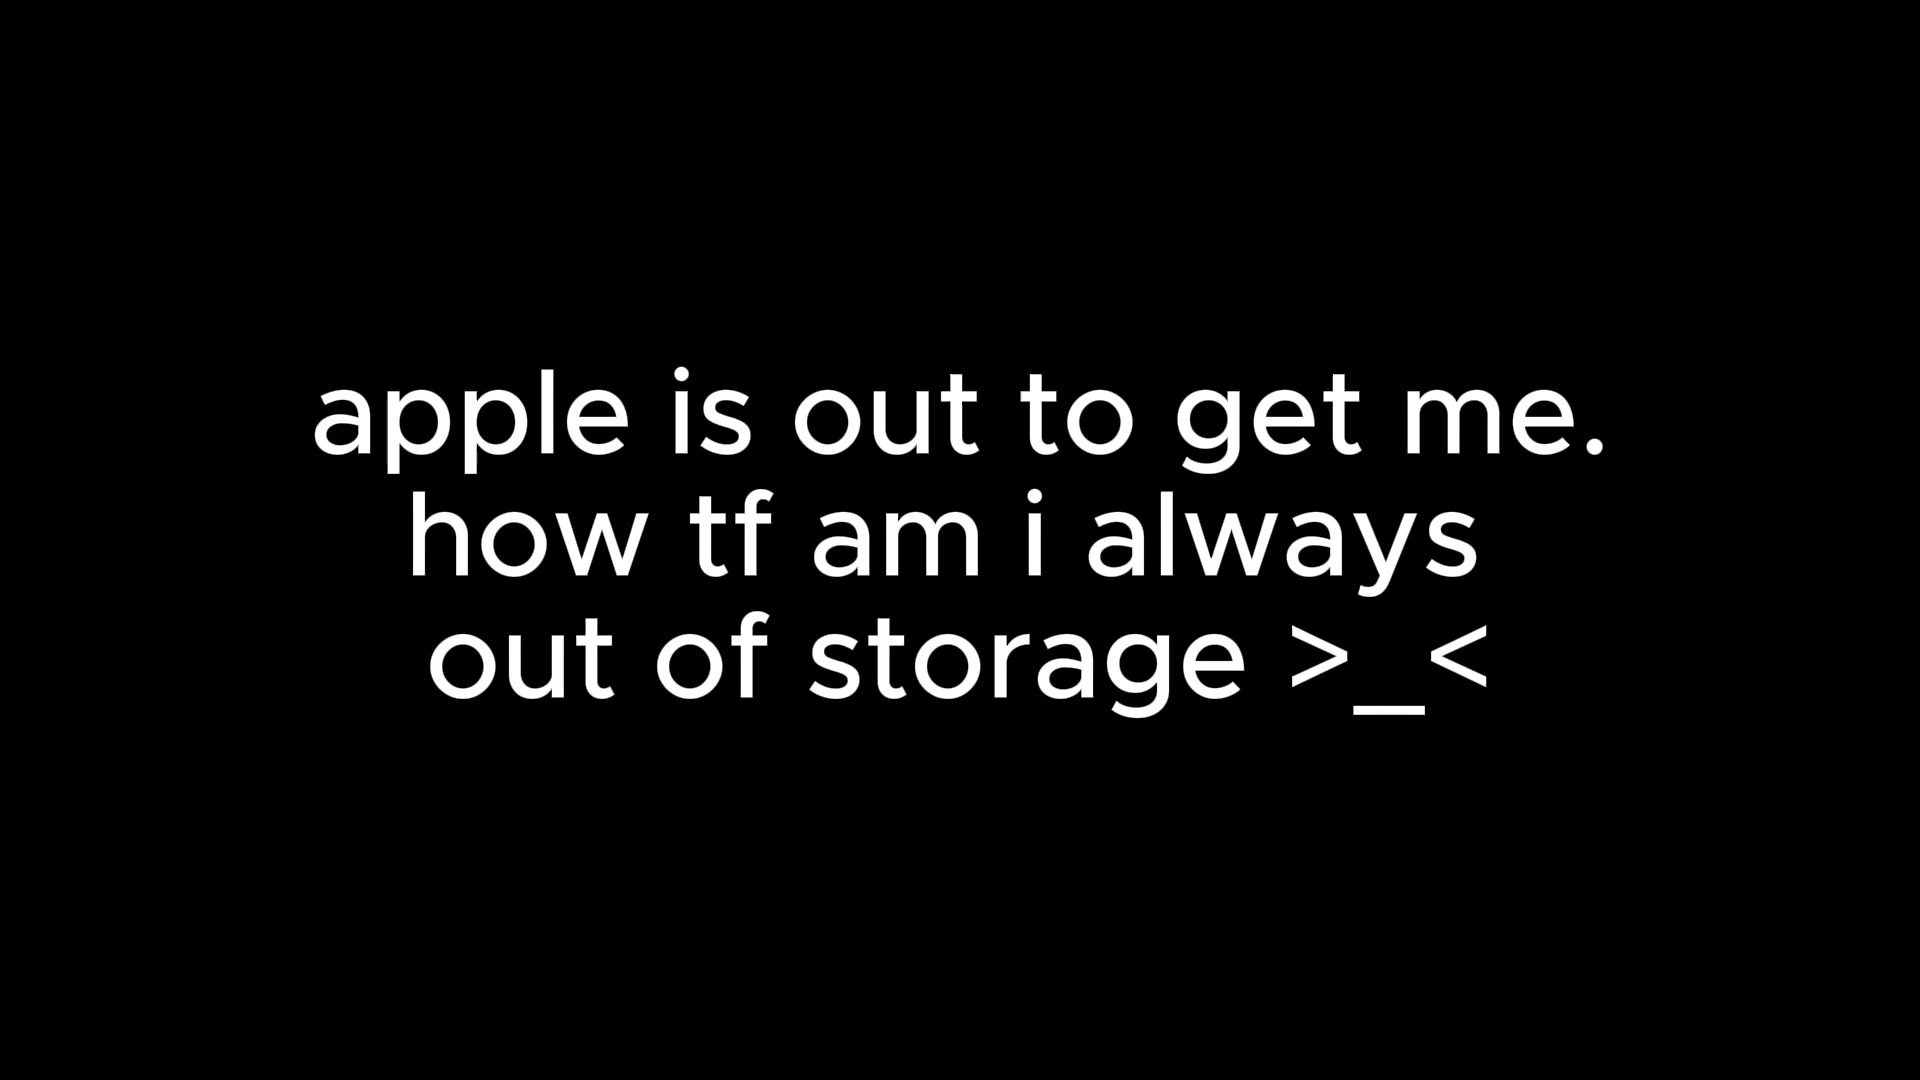 apple is out to get me.
how tf am i always
out of storage >_<